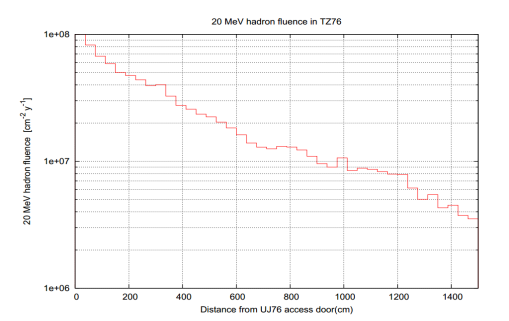 20 MeV hadron fluence in TZ76
1e+08
1e+07
1e+06
20 MeV hadron fluence [cm⁻² y⁻¹]
0 200 400 600 800 1000 1200 1400
Distance from UJ76 access door(cm)